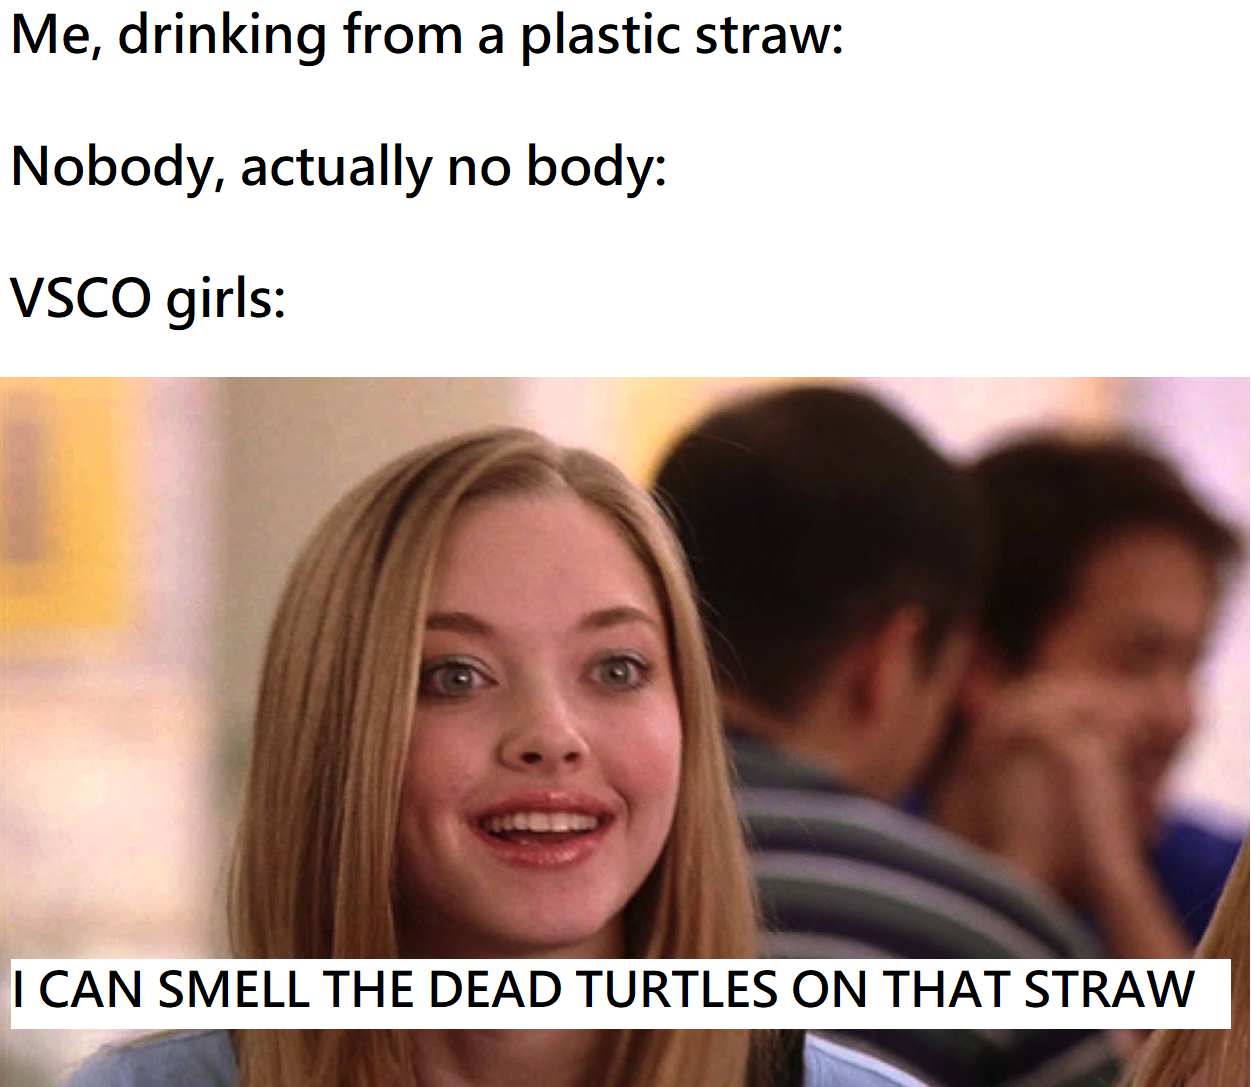 Me, drinking from a plastic straw:
Nobody, actually no body:
VSCO girls:
I CAN SMELL THE DEAD TURTLES ON THAT STRAW